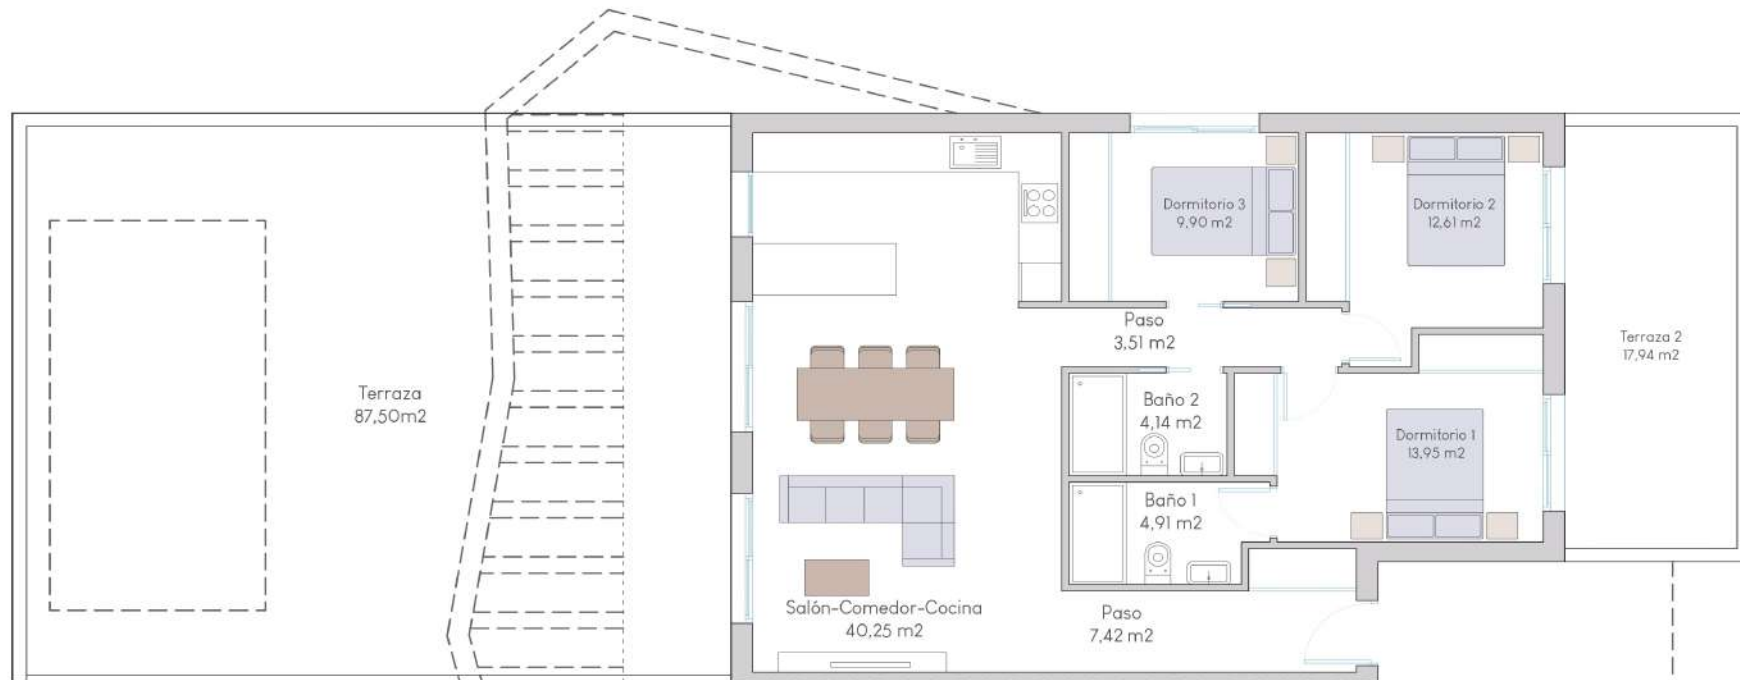 Terraza
87,50m2
Salón-Comedor-Cocina
40,25 m2
Dormitorio 3
9,90 m2
Dormitorio 2
12,61 m2
Paso
3,51 m2
Terraza 2
17,94 m2
Baño 2
4,14 m2
Dormitorio 1
13,95 m2
Baño 1
4,91 m2
Paso
7,42 m2